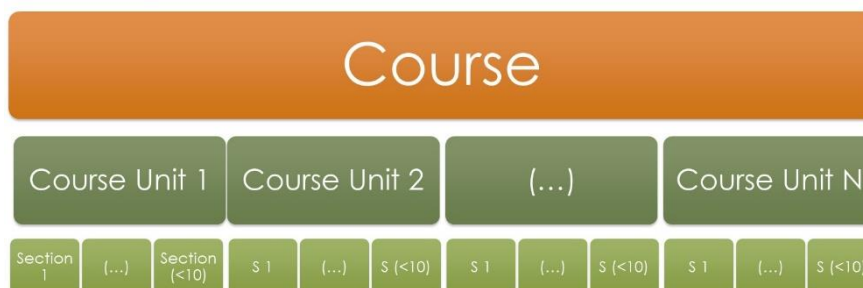 Course
Course Unit 1
Course Unit 2
(...)
Course Unit N
Section
1
(...)
Section
(<10)
S 1
(...)
S (<10)
S 1
(...)
S (<10)
S 1
(...)
S (<10)